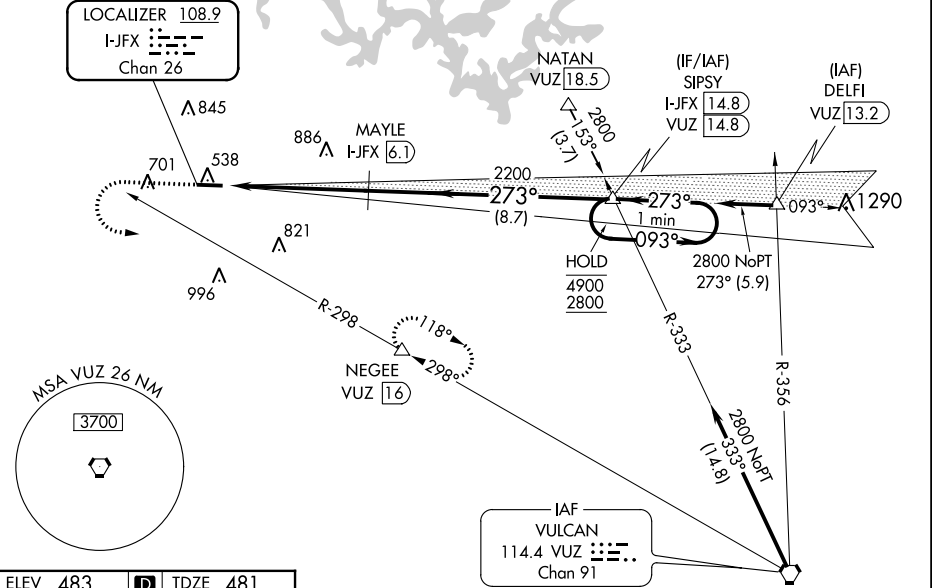 LOCALIZER 108.9
I-JFX
Chan 26
845
701
538
886
MAYLE
I-JFX 6.1
NATAN
VUZ 18.5
2800
153°
(3.7)
(IF/IAF)
SIPSY
I-JFX 14.8
VUZ 14.8
(IAF)
DELFI
VUZ 13.2
2200
273°
(8.7)
273°
1 min
093°
093°
1290
HOLD
4900
2800
2800 NoPT
273° (5.9)
821
996
R-298
118°
298°
NEGEE
VUZ 16
R-333
R-356
2800 NoPT
333°
(14.8)
MSA VUZ 26 NM
3700
IAF
VULCAN
114.4 VUZ
Chan 91
ELEV 483 D TDZE 481